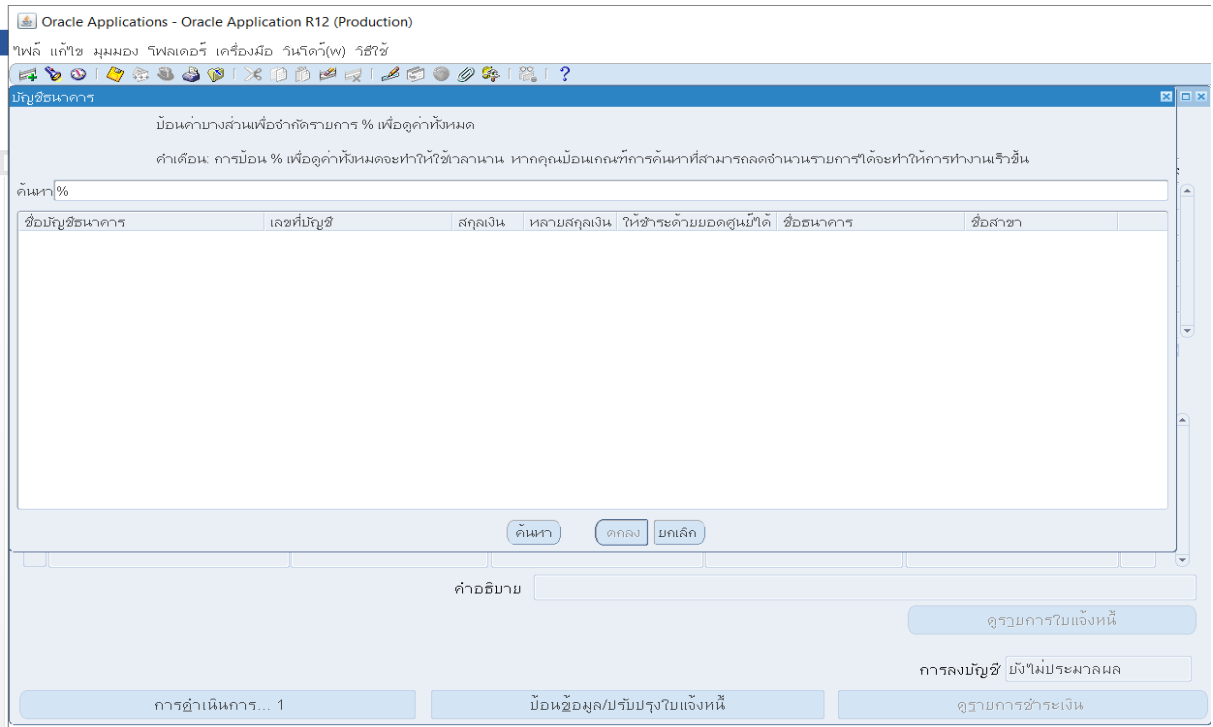 Oracle Applications - Oracle Application R12 (Production)
ไฟล์ แก้ไข มุมมอง โฟลเดอร์ เครื่องมือ วินโดว์(w) วิธีใช้
บัญชีธนาคาร
ป้อนค่าบางส่วนเพื่อจำกัดรายการ % เพื่อดูค่าทั้งหมด
คำเตือน: การป้อน % เพื่อดูค่าทั้งหมดจะทำให้ใช้เวลานาน หากคุณป้อนเกณฑ์การค้นหาที่สามารถลดจำนวนรายการได้จะทำให้การทำงานเร็วขึ้น
ค้นหา %
ชื่อบัญชีธนาคาร เลขที่บัญชี สกุลเงิน หลายสกุลเงิน ให้ชำระด้วยยอดศูนย์ได้ ชื่อธนาคาร ชื่อสาขา
ค้นหา ตกลง ยกเลิก
คำอธิบาย
ดูรายการใบแจ้งหนี้
การลงบัญชี ยังไม่ประมาลผล
การดำเนินการ... 1 ป้อนข้อมูล/ปรับปรุงใบแจ้งหนี้ ดูรายการชำระเงิน